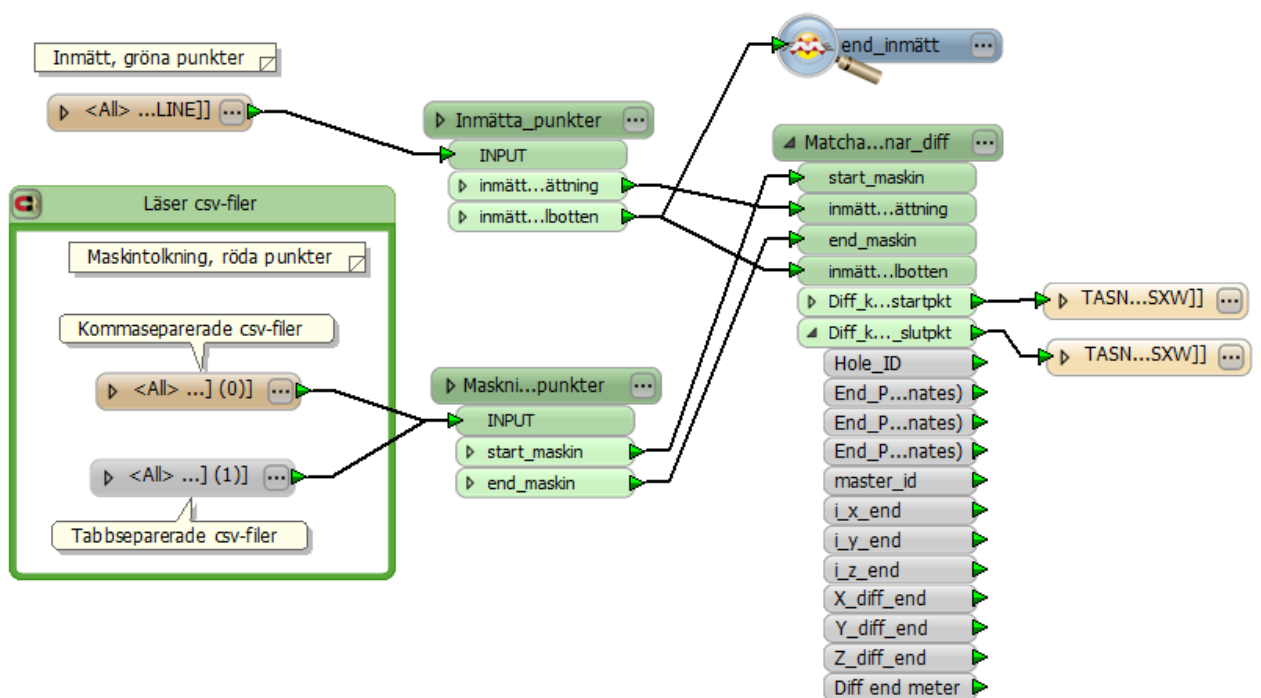 Inmätt, gröna punkter
<All> ...LINE]]
end_inmätt
Inmätta_punkter
INPUT
inmätt...ättning
inmätt...lbotten
Läser csv-filer
Maskintolkning, röda punkter
Kommaseparerade csv-filer
<All> ...] (0)]
<All> ...] (1)]
Tabbseparerade csv-filer
Maskni...punkter
INPUT
start_maskin
end_maskin
Matcha...nar_diff
start_maskin
inmätt...ättning
end_maskin
inmätt...lbotten
Diff_k...startpkt
Diff_k..._slutpkt
Hole_ID
End_P...nates)
End_P...nates)
End_P...nates)
master_id
i_x_end
i_y_end
i_z_end
X_diff_end
Y_diff_end
Z_diff_end
Diff end meter
TASN...SXW]]
TASN...SXW]]